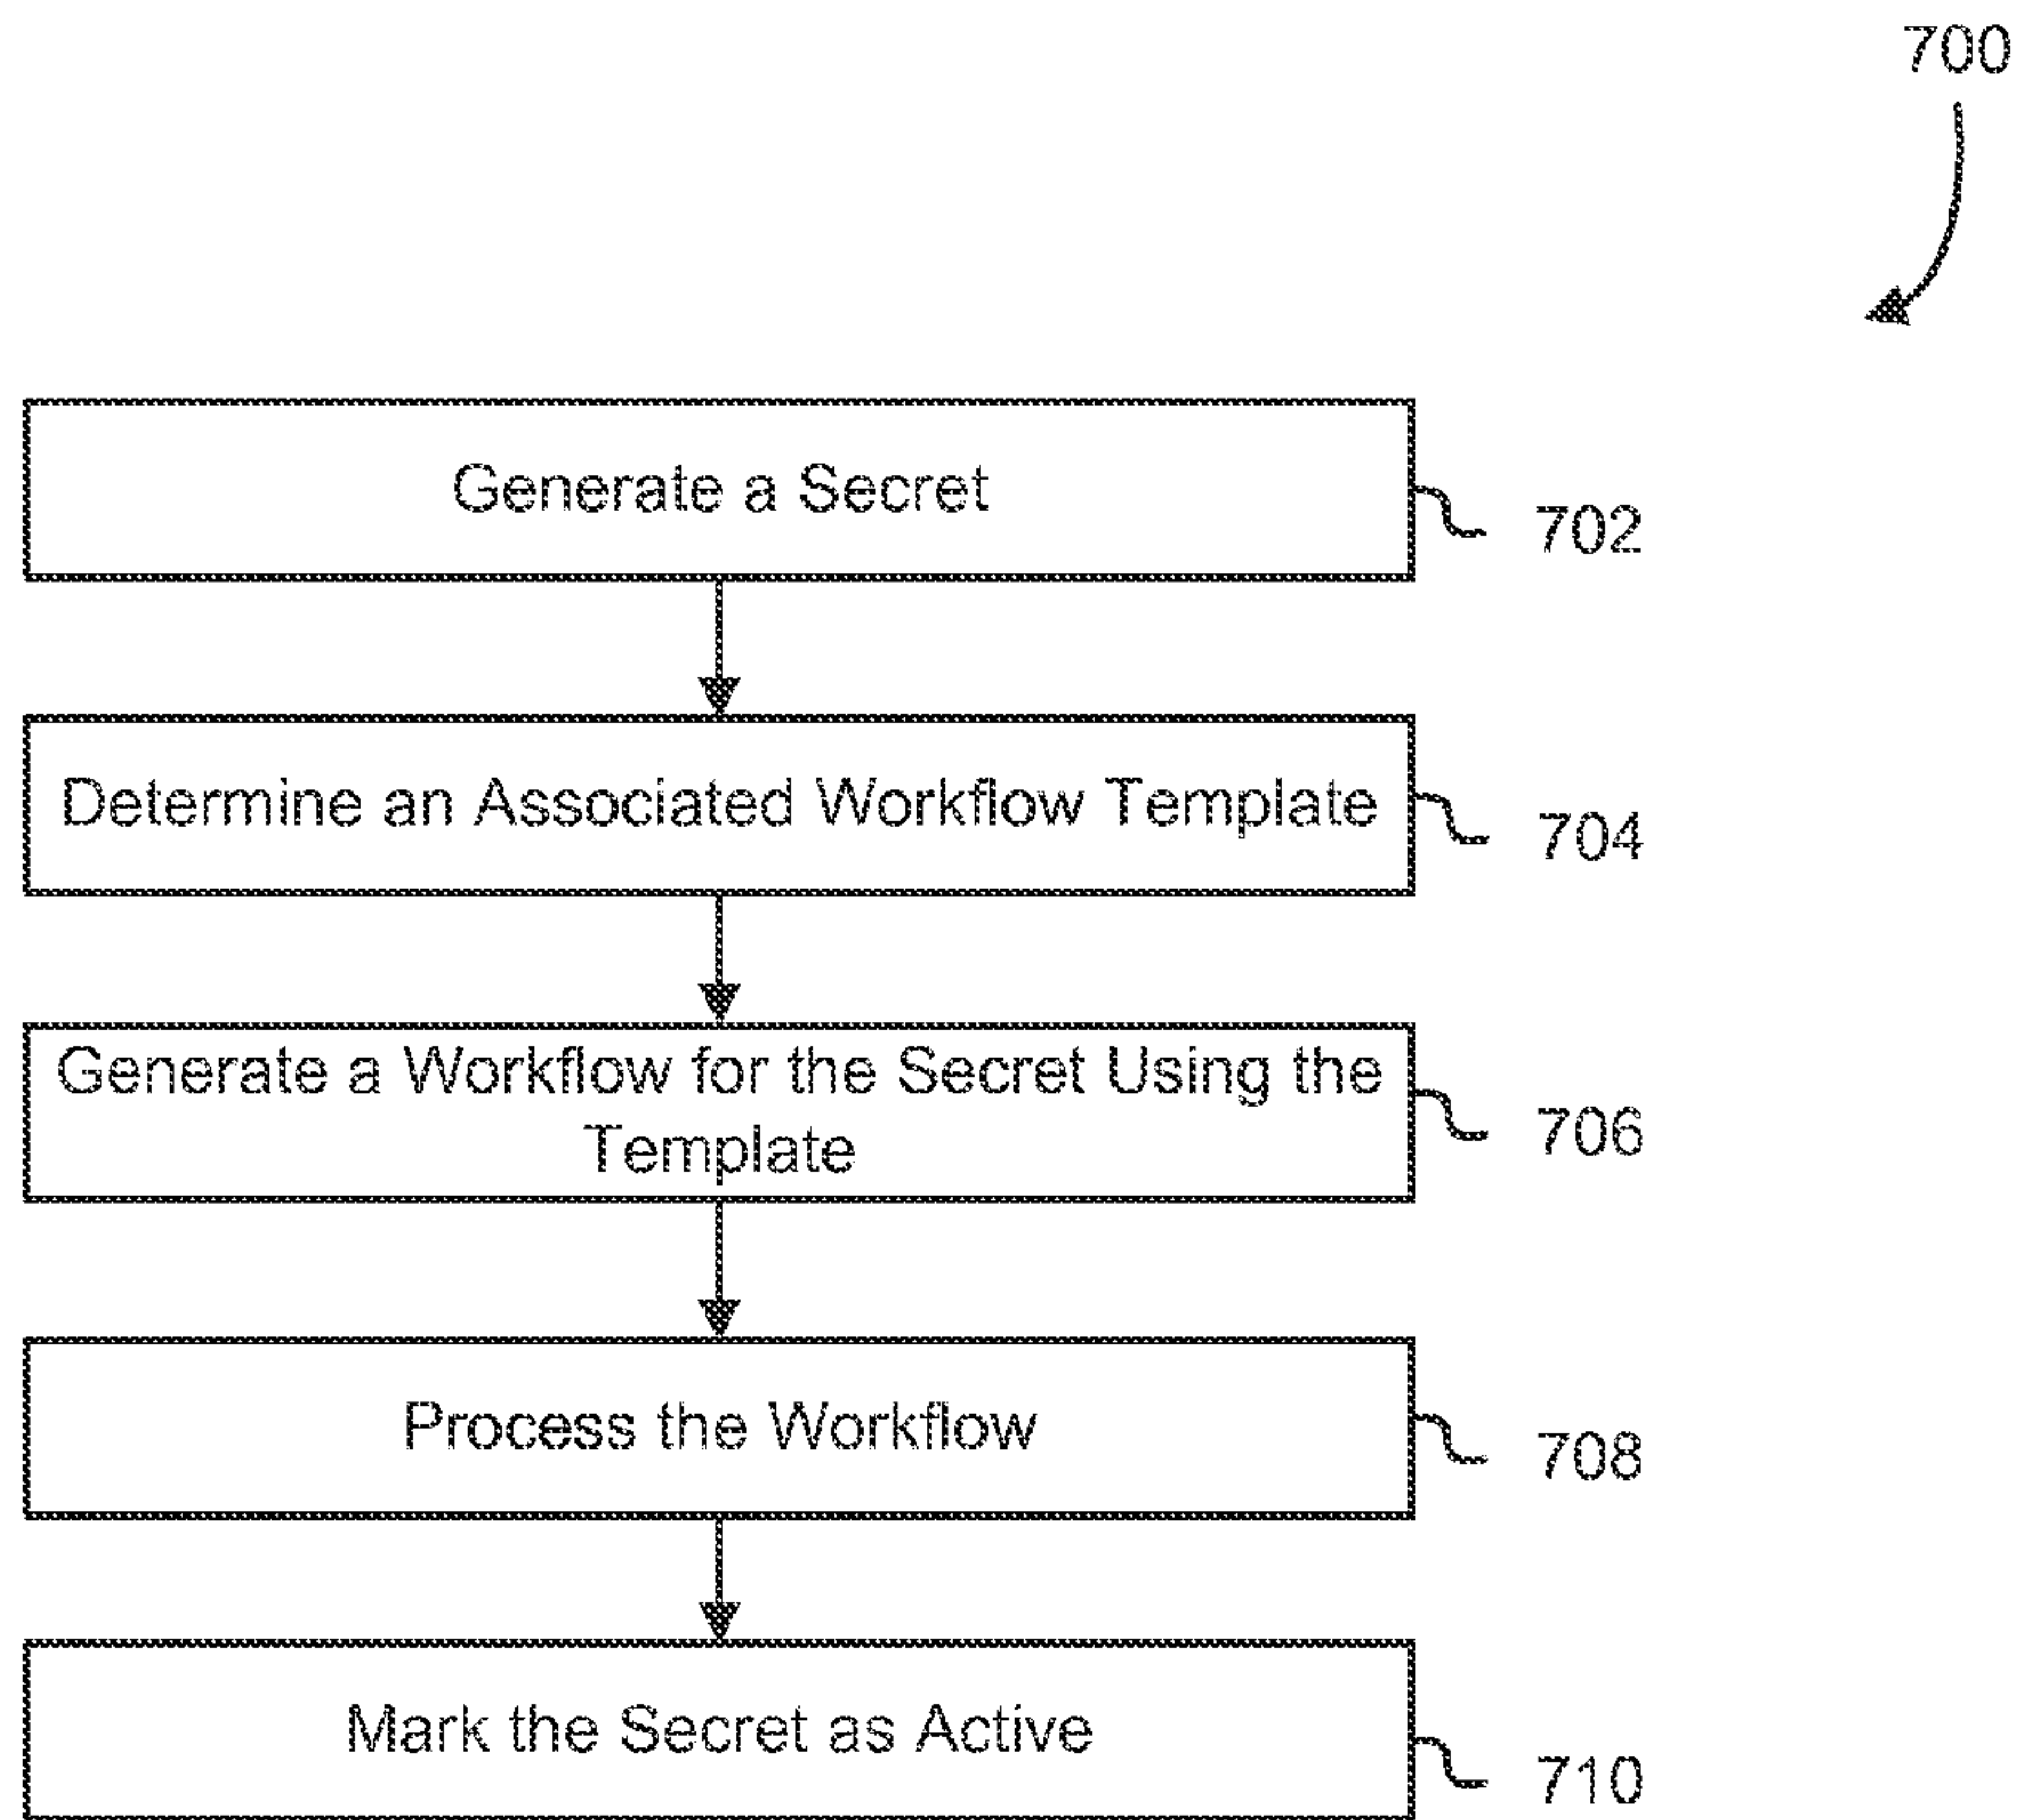 700
Generate a Secret
702
Determine an Associated Workflow Template
704
Generate a Workflow for the Secret Using the
Template
706
Process the Workflow
708
Mark the Secret as Active
710